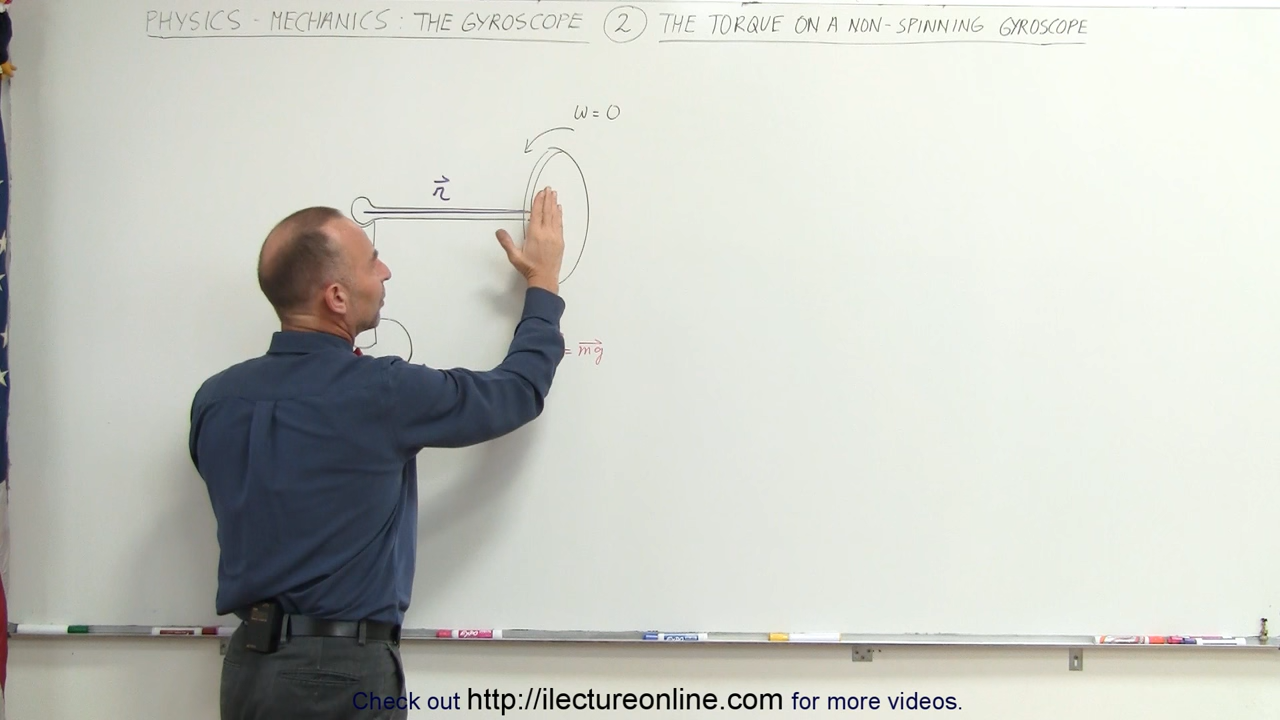 PHYSICS - MECHANICS : THE GYROSCOPE ② THE TORQUE ON A NON-SPINNING GYROSCOPE
ω = 0
r⃗
= m⃗g
Check out http://ilectureonline.com for more videos.